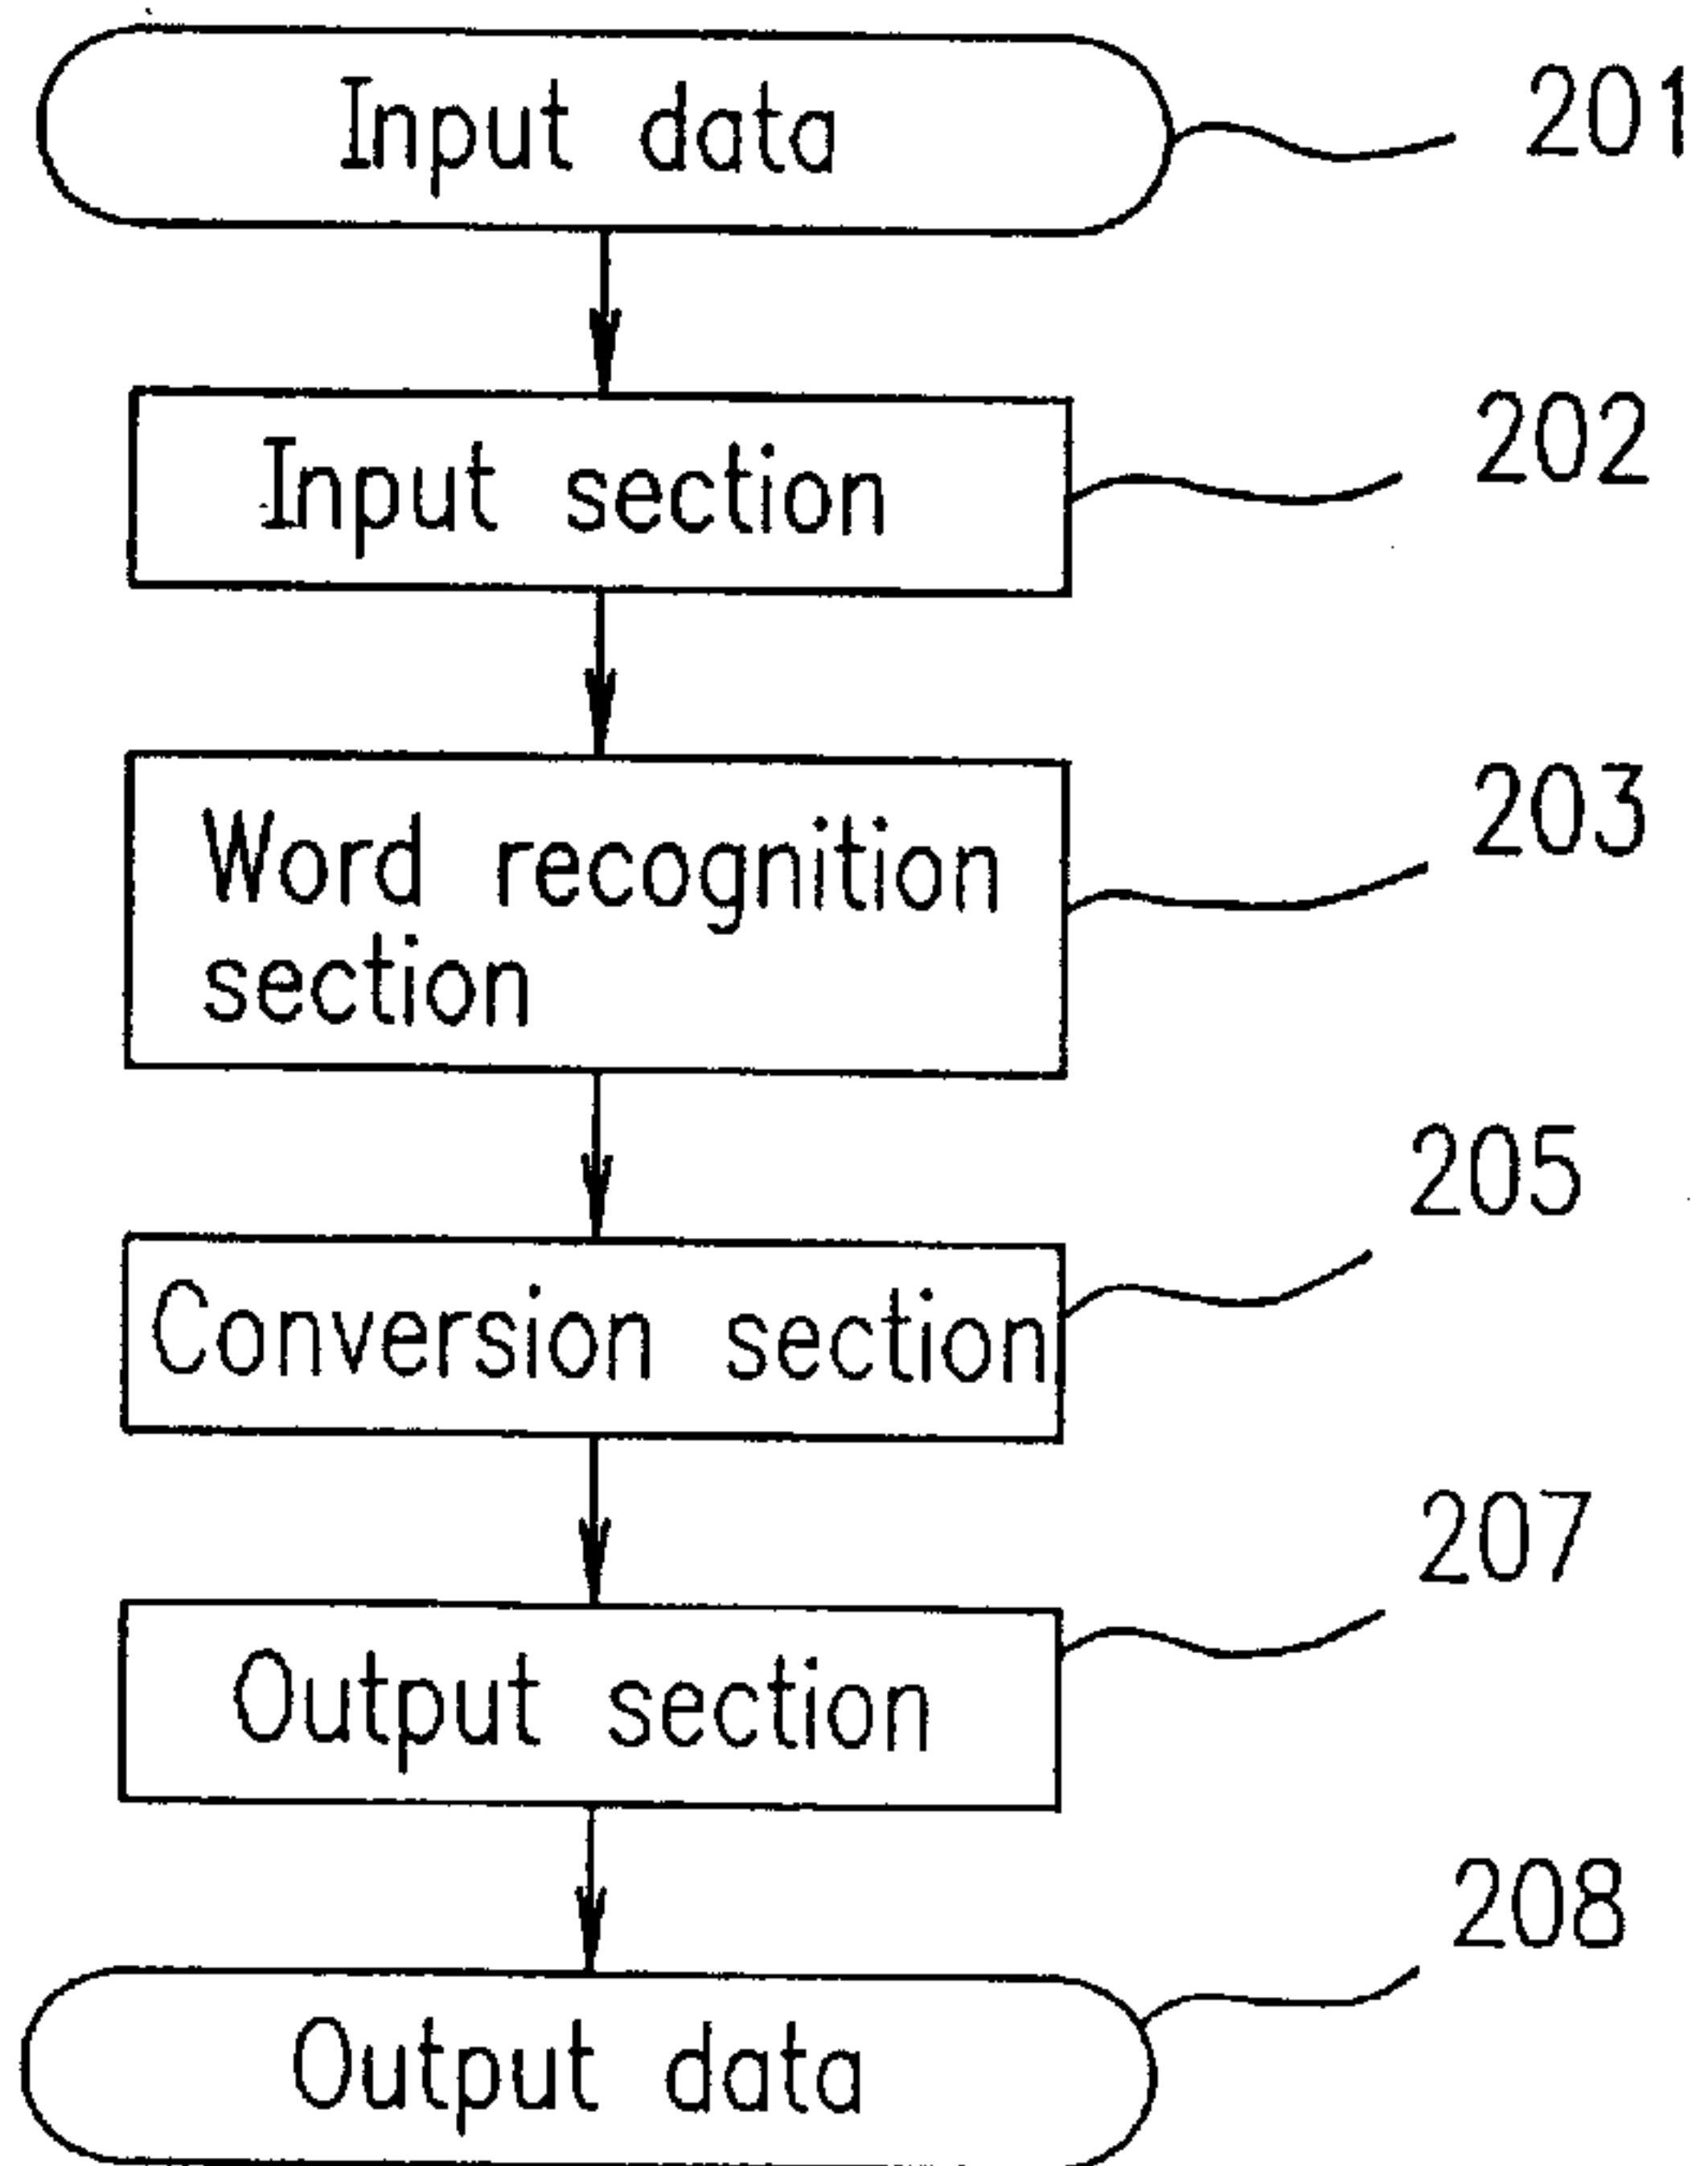 Input data 201
Input section 202
Word recognition 203
section
205
Conversion section
207
Output section
208
Output data